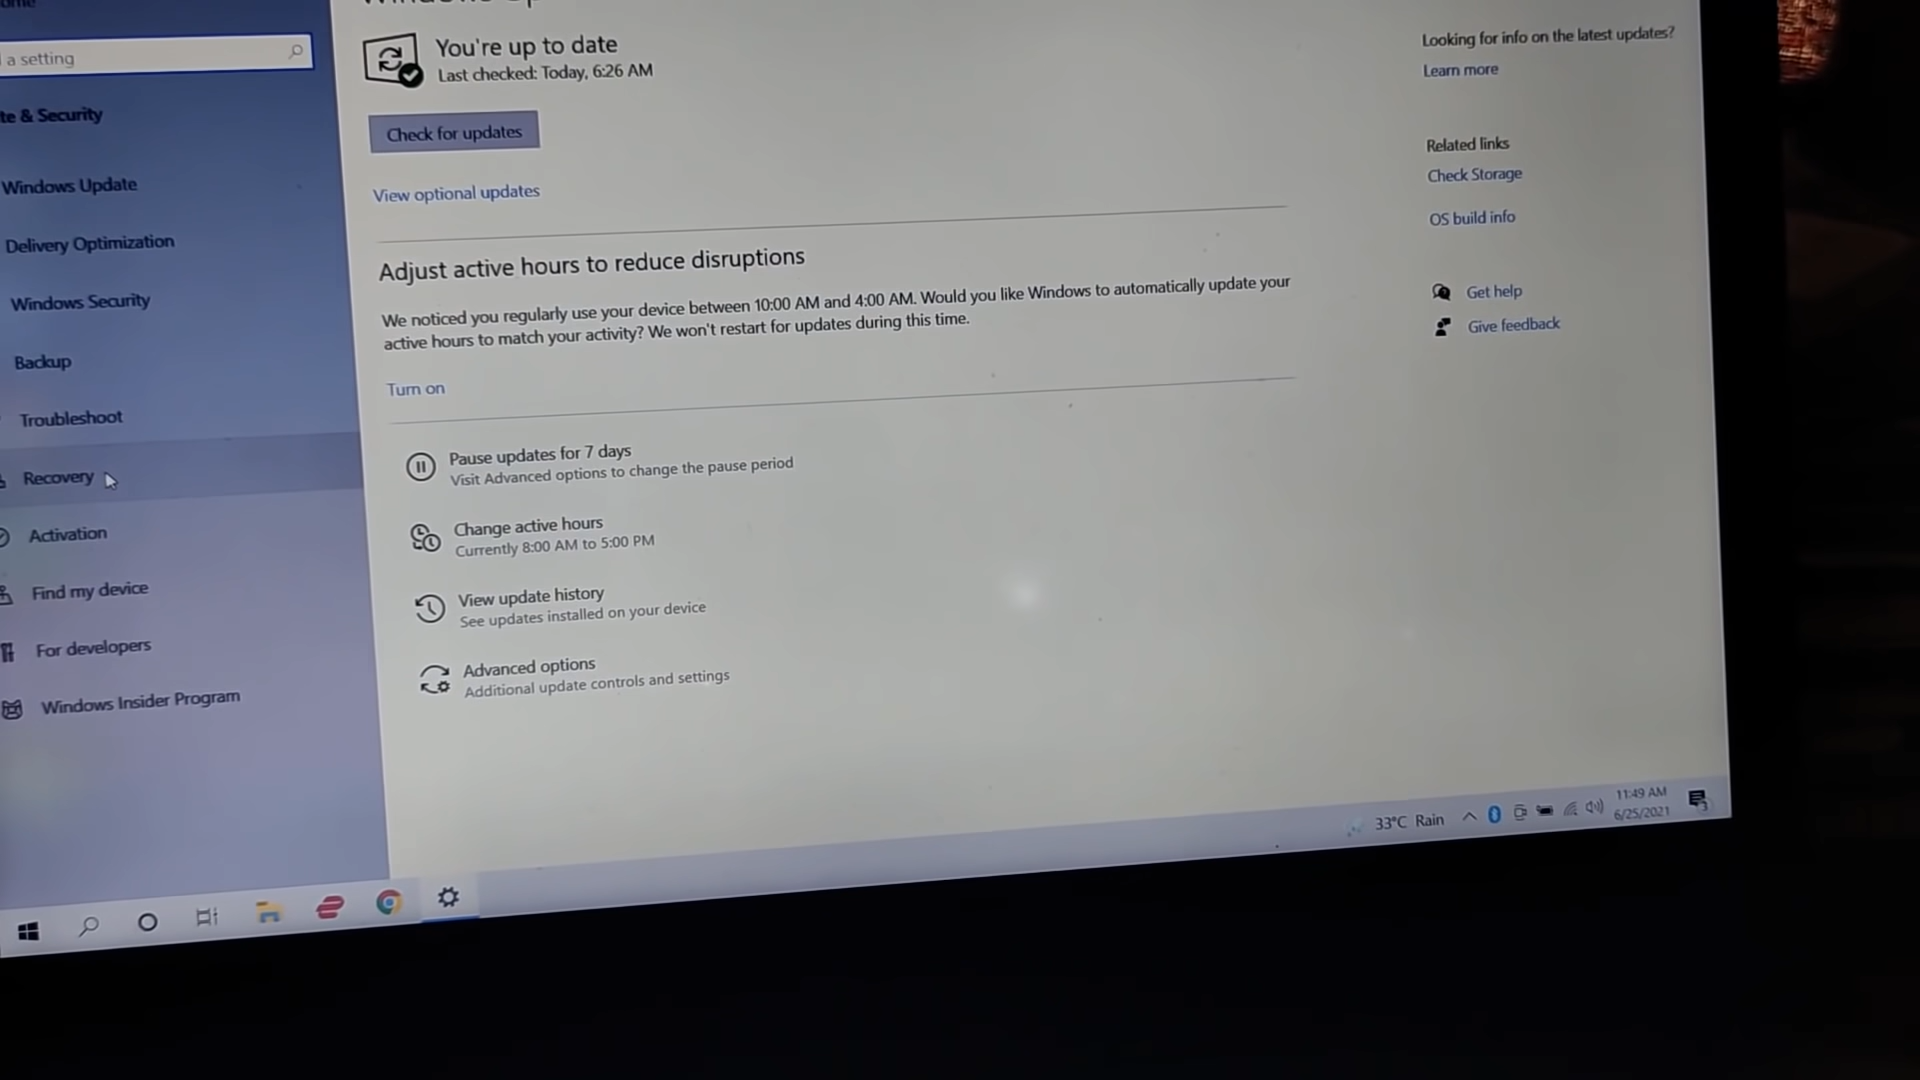 a setting
te & Security
Windows Update
Delivery Optimization
Windows Security
Backup
Troubleshoot
Recovery
Activation
Find my device
For developers
Windows Insider Program
You're up to date
Last checked: Today, 6:26 AM
Check for updates
View optional updates
Adjust active hours to reduce disruptions
We noticed you regularly use your device between 10:00 AM and 4:00 AM. Would you like Windows to automatically update your
active hours to match your activity? We won't restart for updates during this time.
Turn on
Pause updates for 7 days
Visit Advanced options to change the pause period
Change active hours
Currently 8:00 AM to 5:00 PM
View update history
See updates installed on your device
Advanced options
Additional update controls and settings
Looking for info on the latest updates?
Learn more
Related links
Check Storage
OS build info
Get help
Give feedback
33°C Rain
11:49 AM
6/25/2021
3